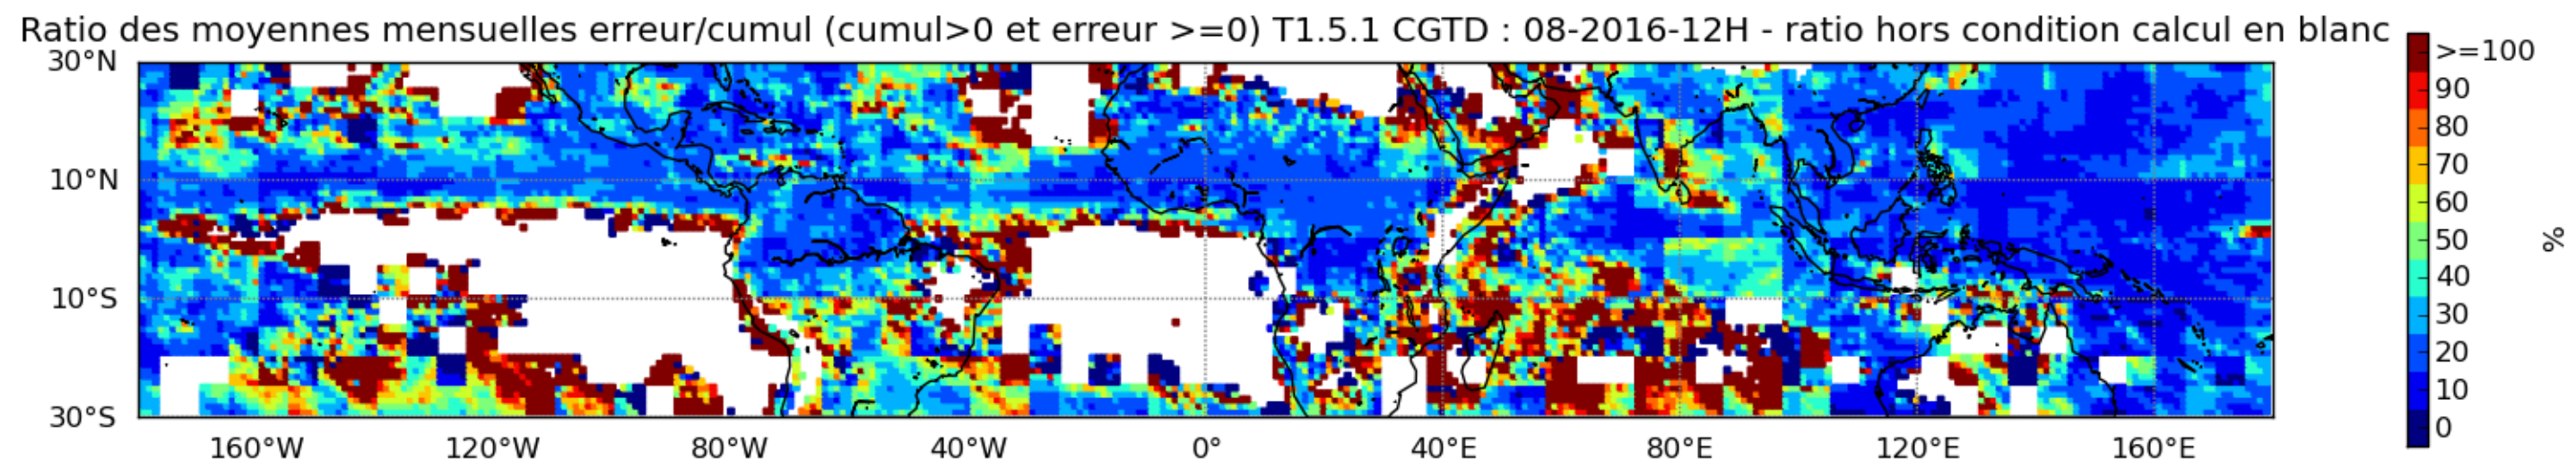 Ratio des moyennes mensuelles erreur/cumul (cumul>0 et erreur >=0) T1.5.1 CGTD : 08-2016-12H - ratio hors condition calcul en blanc
30°N
10°N
10°S
30°S
160°W 120°W 80°W 40°W 0° 40°E 80°E 120°E 160°E
>=100
90
80
70
60
50
40
30
20
10
0
%